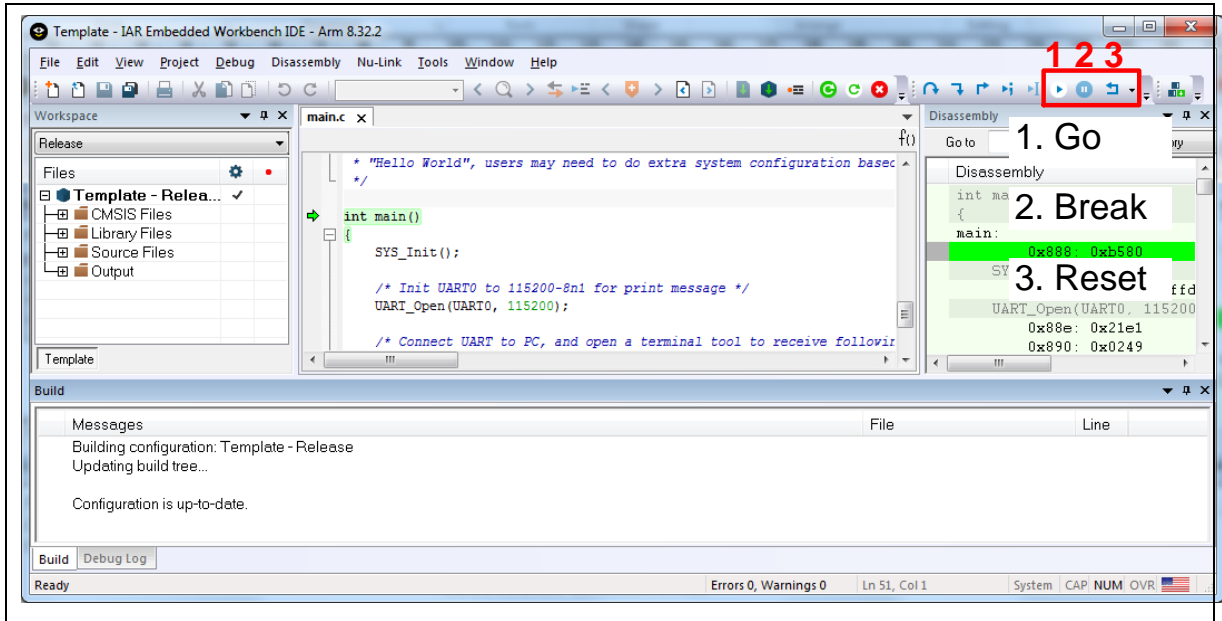 Template - IAR Embedded Workbench IDE - Arm 8.32.2
File Edit View Project Debug Disassembly Nu-Link Tools Window Help
1 2 3
Workspace
Release
Files
Template - Relea...
CMSIS Files
Library Files
Source Files
Output
Template
main.c
f()
* "Hello World", users may need to do extra system configuration based
*/
int main()
{
SYS_Init();
/* Init UART0 to 115200-8n1 for print message */
UART_Open(UART0, 115200);
/* Connect UART to PC, and open a terminal tool to receive followin
Disassembly
Go to
1. Go
Disassembly
int ma
{
2. Break
main:
0x888: 0xb580
SY
3. Reset
ffd
UART_Open(UART0, 115200
0x88e: 0x21e1
0x890: 0x0249
Build
Messages File Line
Building configuration: Template - Release
Updating build tree...
Configuration is up-to-date.
Build Debug Log
Ready Errors 0, Warnings 0 Ln 51, Col 1 System CAP NUM OVR